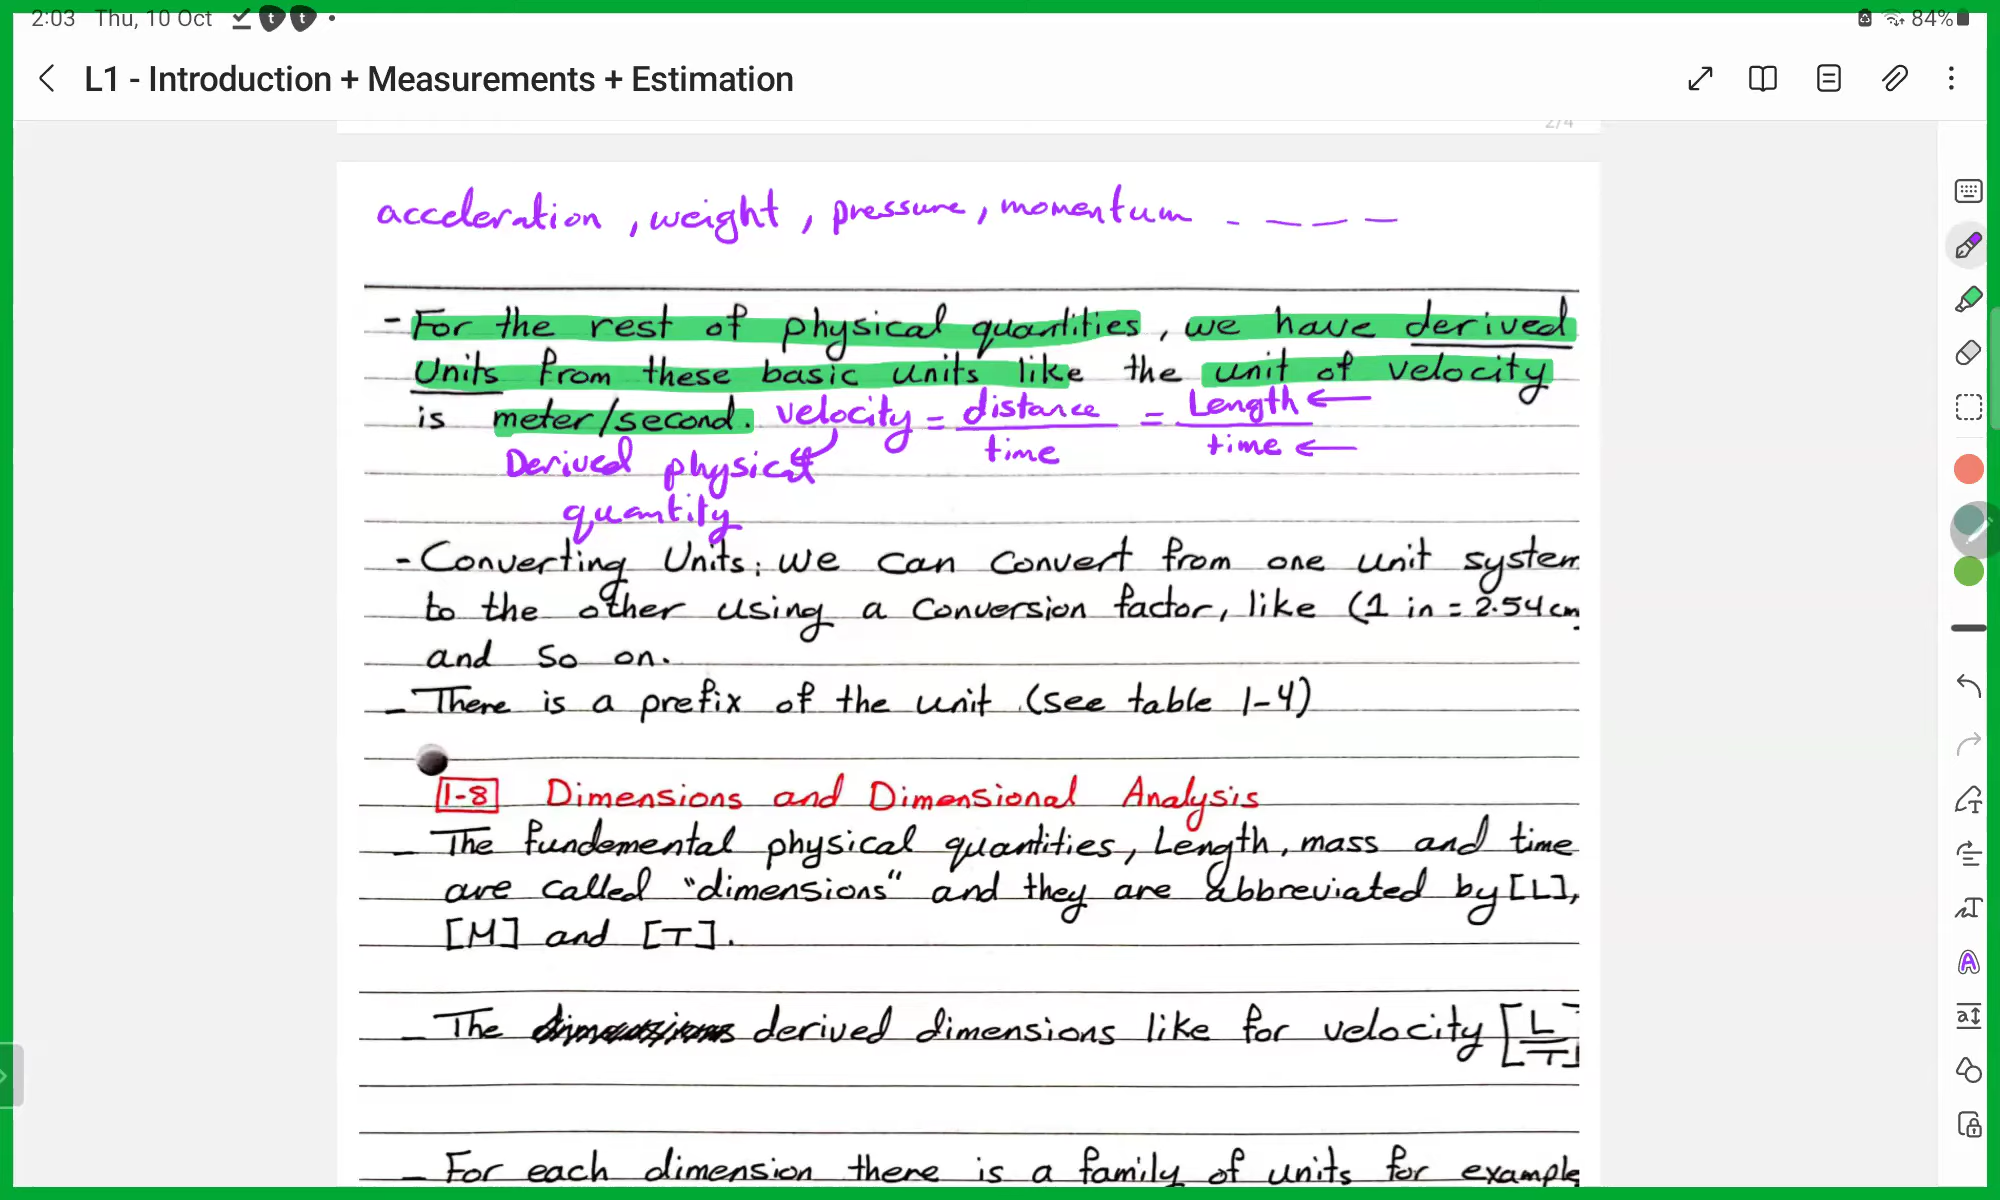 2:03 Thu, 10 Oct
84%
L1 - Introduction + Measurements + Estimation
2/4
acceleration , weight , pressure , momentum - — — —
- For the rest of physical quantities , we have derived
Units from these basic units like the unit of velocity
is meter/second. velocity = distance / time = Length ← / time ←
Derived physical
quantity
- Converting Units: we can convert from one unit system
to the other using a conversion factor, like (1 in = 2.54 cm
and so on.
- There is a prefix of the unit (see table 1-4)
1-8 Dimensions and Dimensional Analysis
- The fundemental physical quantities, Length, mass and time
are called "dimensions" and they are abbreviated by [L],
[M] and [T].
- The derived dimensions like for velocity [L/T]
- For each dimension there is a family of units for example